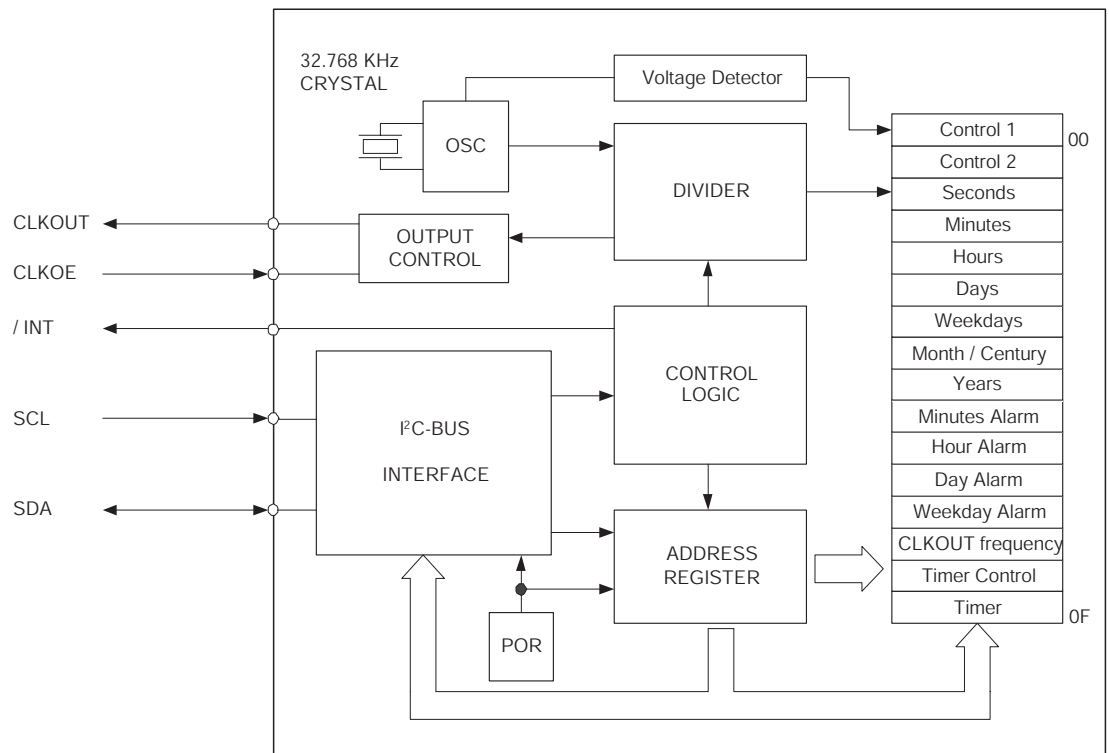 32.768 KHz
CRYSTAL
Voltage Detector
OSC
DIVIDER
CLKOUT
CLKOE
OUTPUT
CONTROL
/ INT
CONTROL
LOGIC
SCL
SDA
I²C-BUS
INTERFACE
ADDRESS
REGISTER
POR
Control 1
00
Control 2
Seconds
Minutes
Hours
Days
Weekdays
Month / Century
Years
Minutes Alarm
Hour Alarm
Day Alarm
Weekday Alarm
CLKOUT frequency
Timer Control
Timer
0F